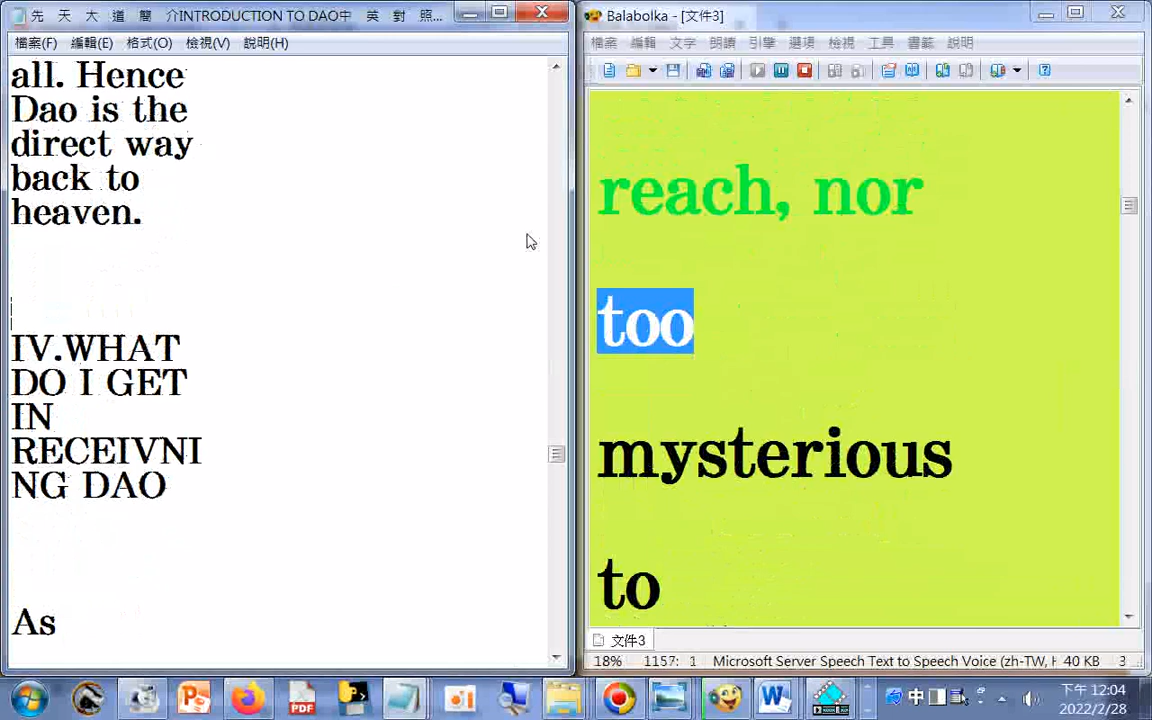 先 天 大 道 簡 介INTRODUCTION TO DAO中 英 對 照...
檔案(F) 編輯(E) 格式(O) 檢視(V) 說明(H)
all. Hence
Dao is the
direct way
back to
heaven.
IV.WHAT
DO I GET
IN
RECEIVNI
NG DAO
As
Balabolka - [文件3]
檔案 編輯 文字 朗讀 引擎 選項 檢視 工具 書籤 說明
reach, nor
too
mysterious
to
文件3
18% 1157: 1 Microsoft Server Speech Text to Speech Voice (zh-TW, H 40 KB 3
中
下午 12:04
2022/2/28